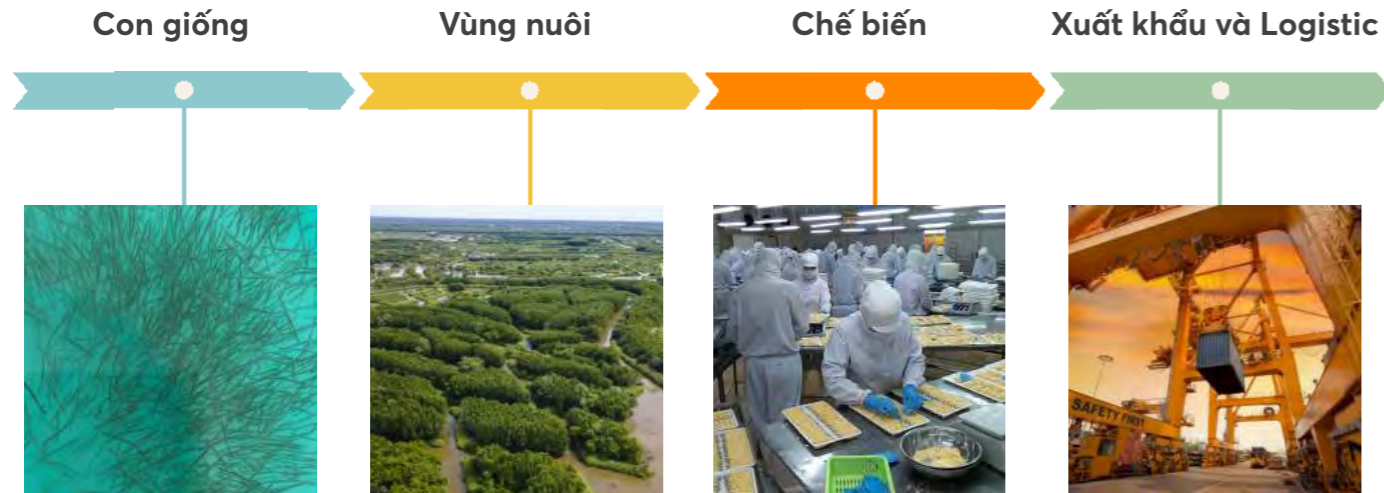 Con giống
Vùng nuôi
Chế biến
Xuất khẩu và Logistic
SAFETY FIRST